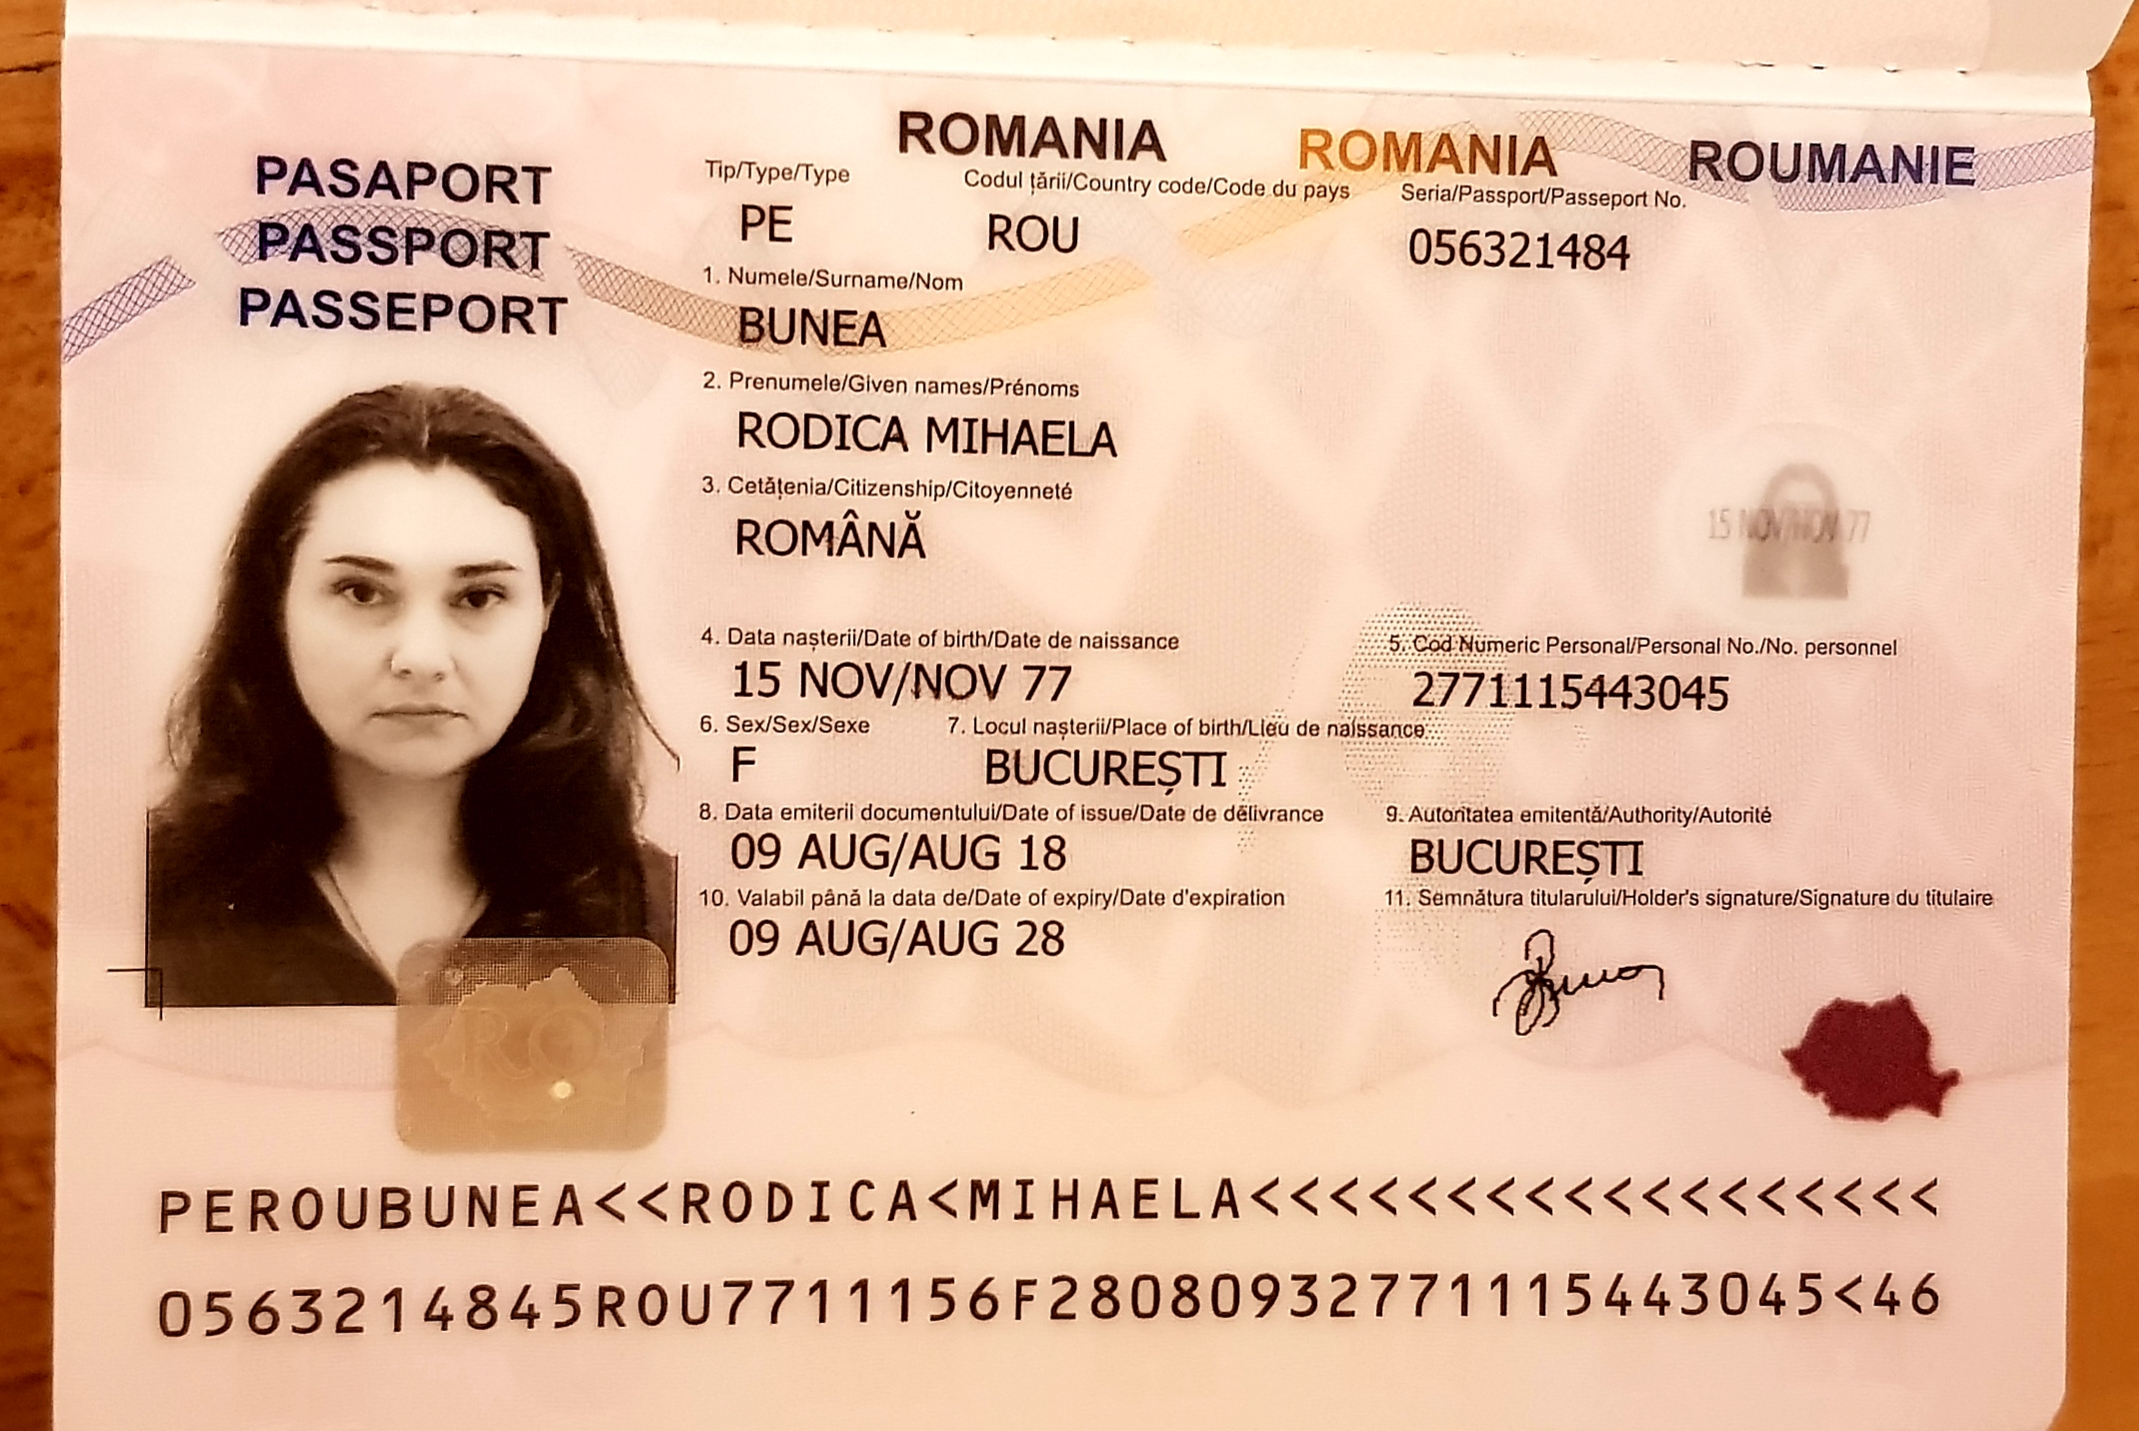 ROMANIA ROMANIA ROUMANIE
PASAPORT
PASSPORT
PASSEPORT
Tip/Type/Type Codul țării/Country code/Code du pays Seria/Passport/Passeport No.
PE ROU 056321484
1. Numele/Surname/Nom
BUNEA
2. Prenumele/Given names/Prénoms
RODICA MIHAELA
3. Cetățenia/Citizenship/Citoyenneté
ROMÂNĂ
15 NOV/NOV 77
4. Data nașterii/Date of birth/Date de naissance 5. Cod Numeric Personal/Personal No./No. personnel
15 NOV/NOV 77 2771115443045
6. Sex/Sex/Sexe 7. Locul nașterii/Place of birth/Lieu de naissance
F BUCUREȘTI
8. Data emiterii documentului/Date of issue/Date de délivrance 9. Autoritatea emitentă/Authority/Autorité
09 AUG/AUG 18 BUCUREȘTI
10. Valabil până la data de/Date of expiry/Date d'expiration 11. Semnătura titularului/Holder's signature/Signature du titulaire
09 AUG/AUG 28
RO
PEROUBUNEA<<RODICA<MIHAELA<<<<<<<<<<<<<<<<<<
0563214845ROU7711156F28080932771115443045<46